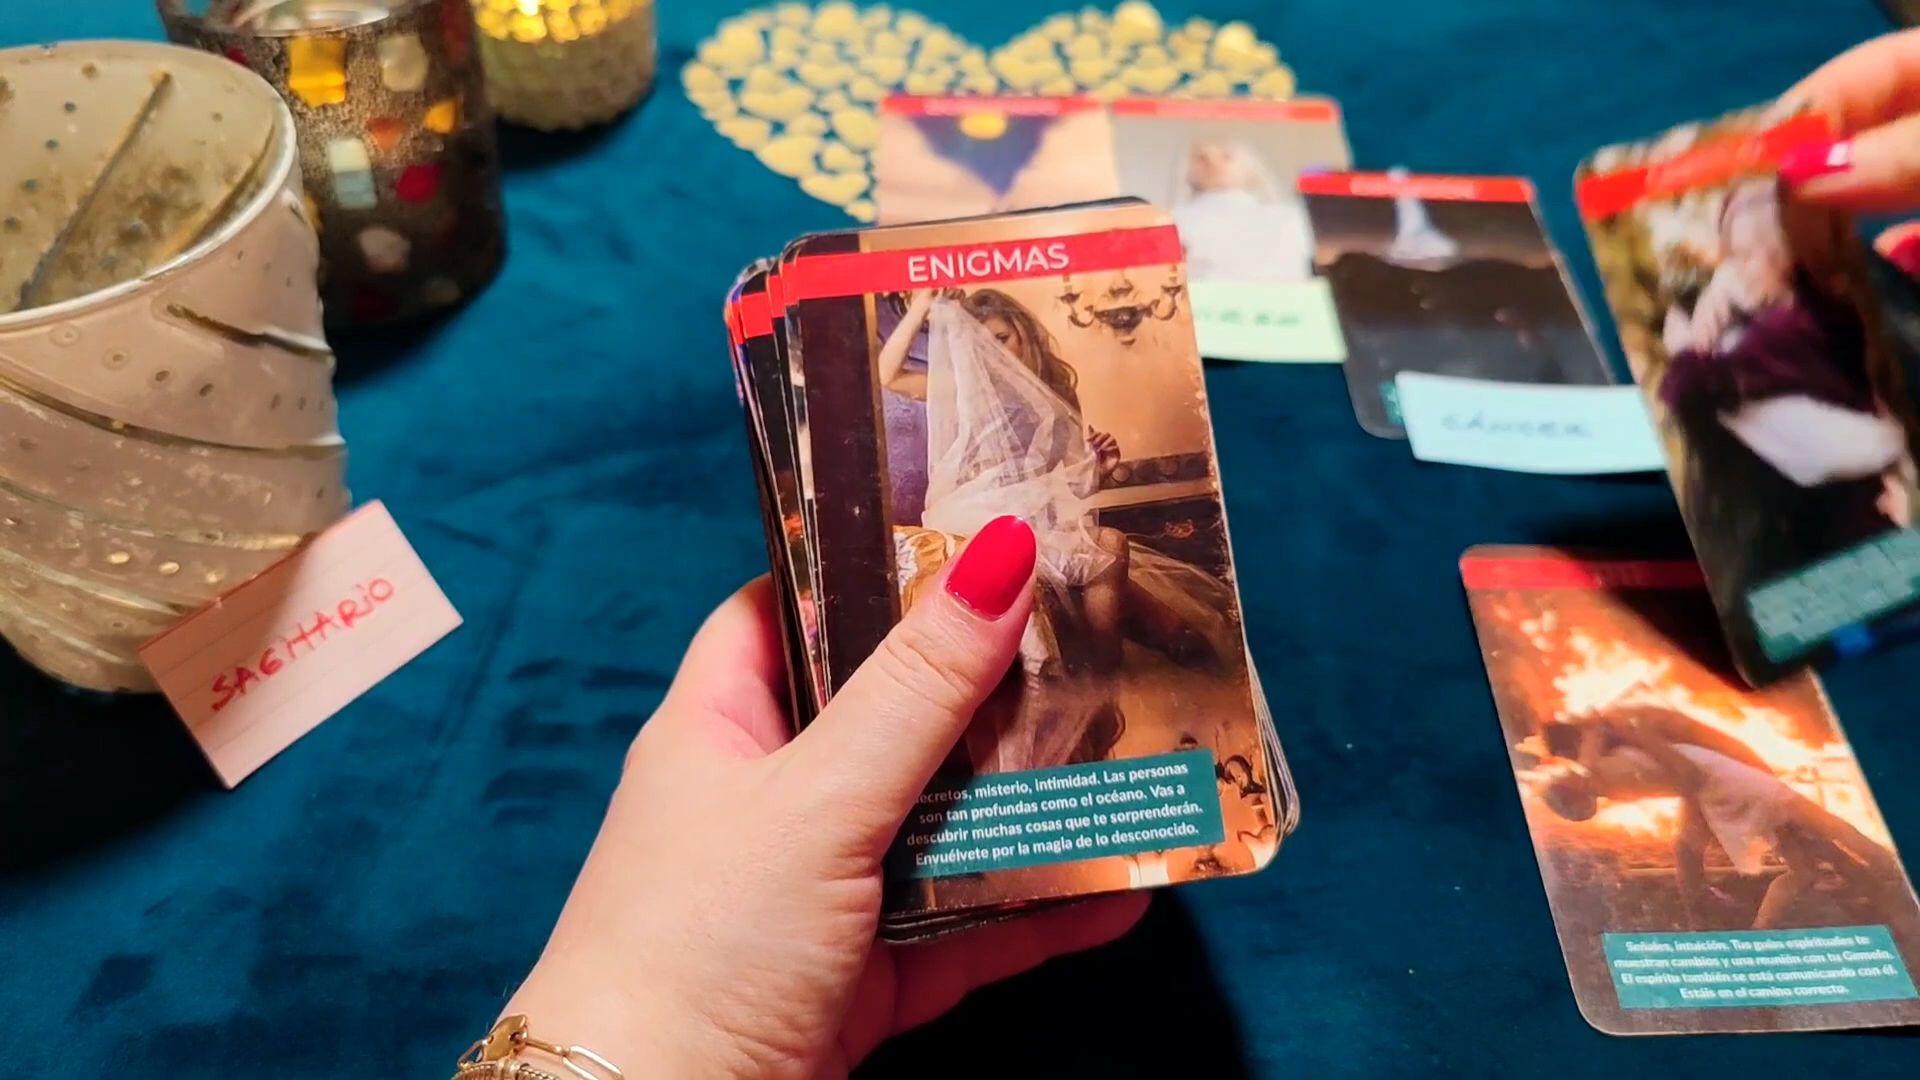 ENIGMAS
ecretos, misterio, intimidad. Las personas
son tan profundas como el océano. Vas a
descubrir muchas cosas que te sorprenderán.
Envuélvete por la magia de lo desconocido.
SAGITARIO
CÁNCER
Señales, intuición. Tus guías espirituales te
muestran cambios y una reunión con tu Gemelo.
El espíritu también se está comunicando con él.
Estáis en el camino correcto.